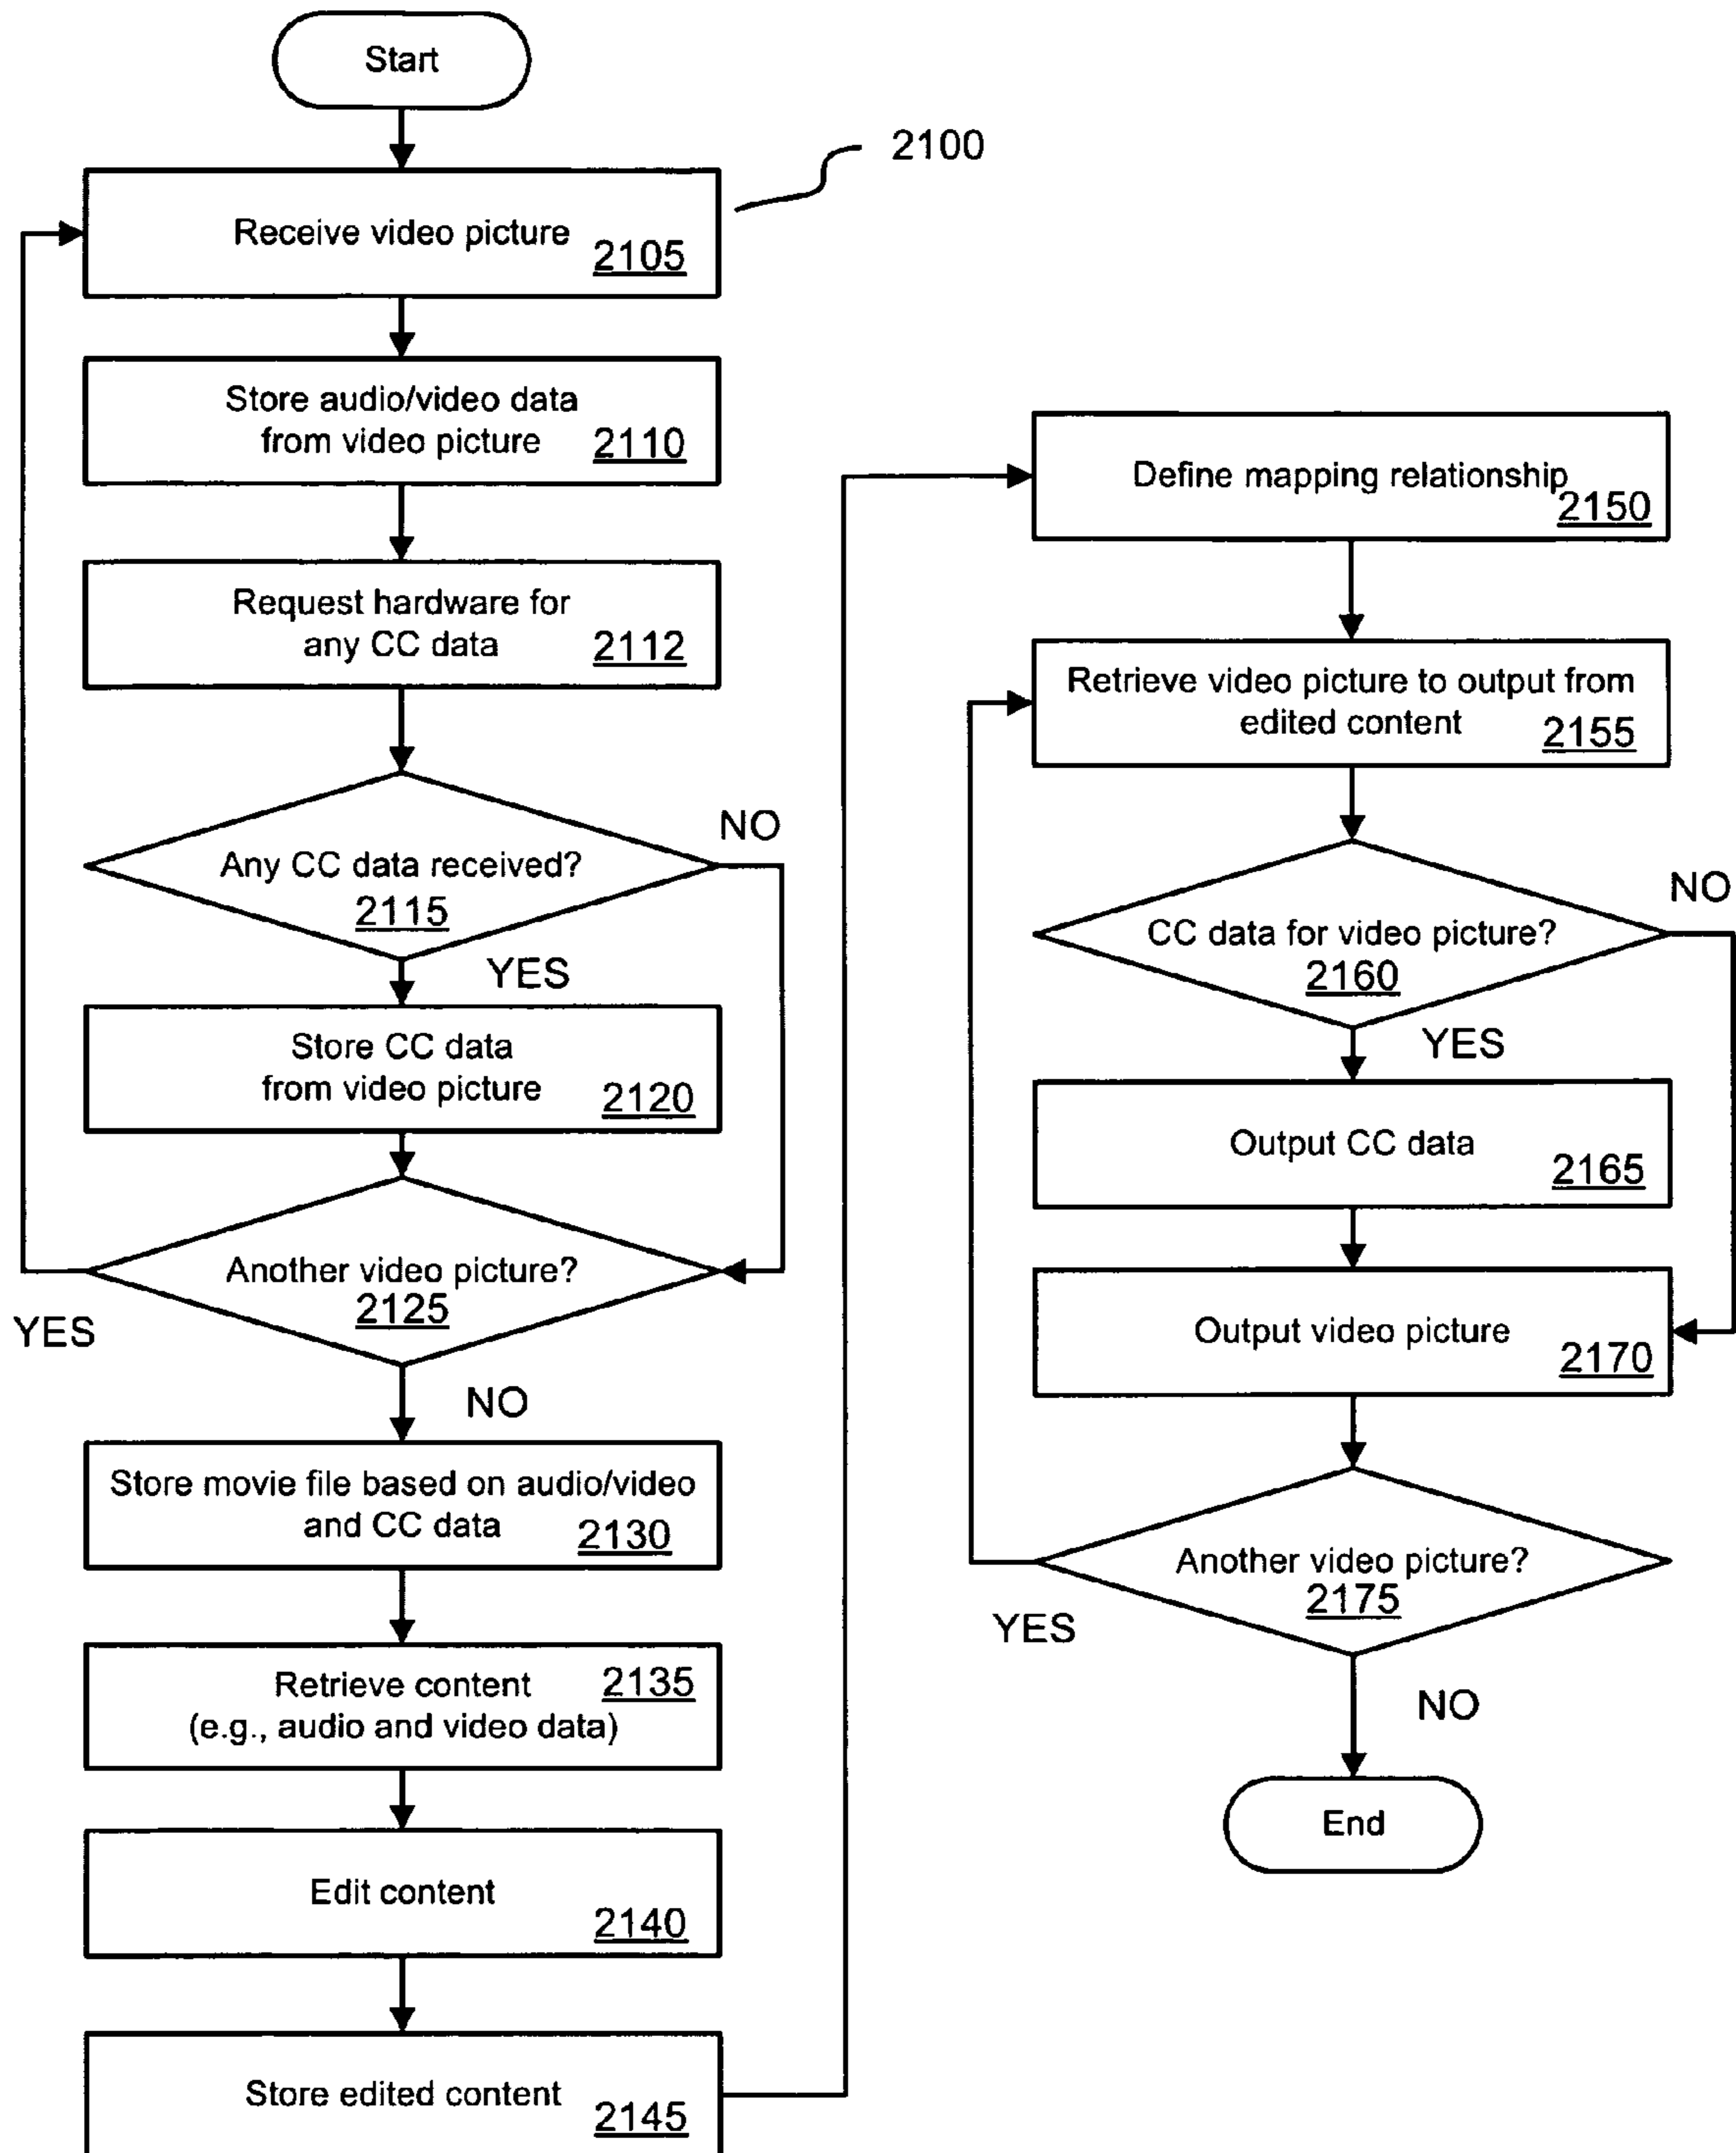 Start
2100
Receive video picture
2105
Store audio/video data
from video picture
2110
Request hardware for
any CC data
2112
Any CC data received?
2115
NO
YES
Store CC data
from video picture
2120
Another video picture?
2125
YES
NO
Store movie file based on audio/video
and CC data
2130
Retrieve content
2135
(e.g., audio and video data)
Edit content
2140
Store edited content
2145
Define mapping relationship
2150
Retrieve video picture to output from
edited content
2155
CC data for video picture?
2160
NO
YES
Output CC data
2165
Output video picture
2170
Another video picture?
2175
YES
NO
End